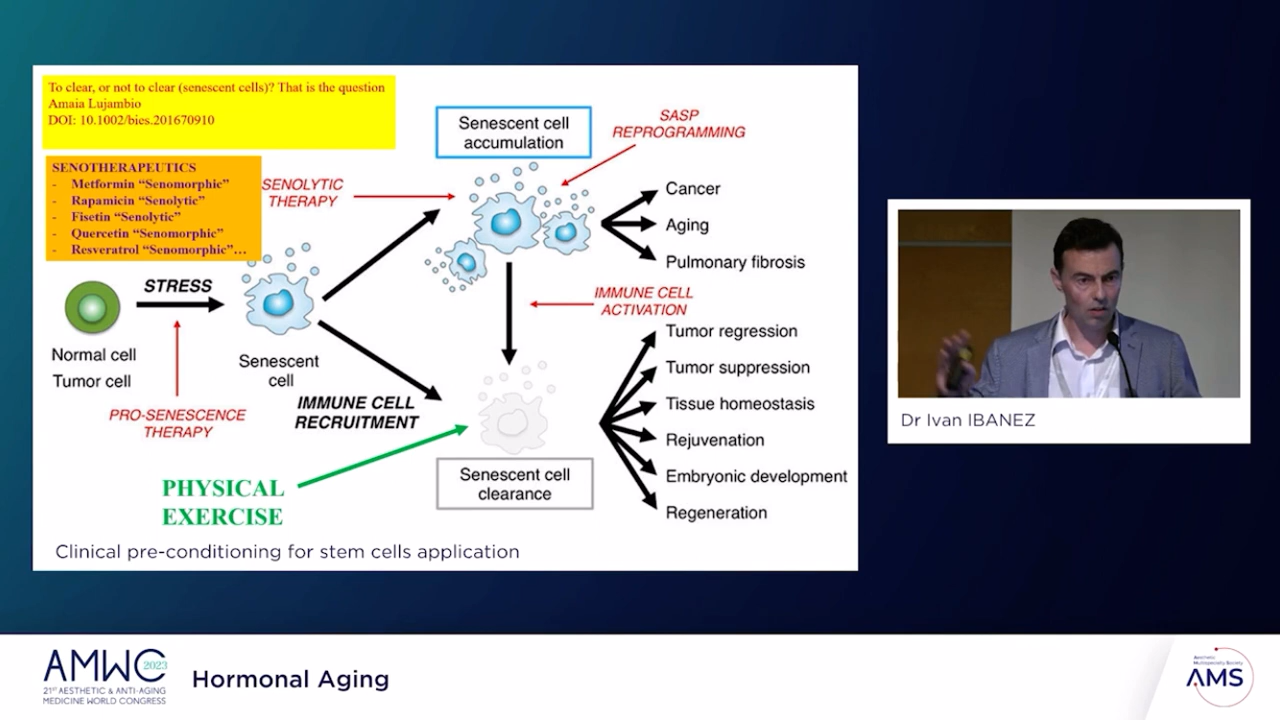 To clear, or not to clear (senescent cells)? That is the question
Amaia Lujambio
DOI: 10.1002/bies.201670910
SENOTHERAPEUTICS
- Metformin “Senomorphic”
- Rapamicin “Senolytic”
- Fisetin “Senolytic”
- Quercetin “Senomorphic”
- Resveratrol “Senomorphic”…
SENOLYTIC
THERAPY
Senescent cell
accumulation
SASP
REPROGRAMMING
Cancer
Aging
Pulmonary fibrosis
STRESS
Normal cell
Tumor cell
Senescent
cell
PRO-SENESCENCE
THERAPY
IMMUNE CELL
RECRUITMENT
IMMUNE CELL
ACTIVATION
Tumor regression
Tumor suppression
Tissue homeostasis
Rejuvenation
Embryonic development
Regeneration
PHYSICAL
EXERCISE
Senescent cell
clearance
Clinical pre-conditioning for stem cells application
Dr Ivan IBANEZ
AMWC 2023
21ST AESTHETIC & ANTI-AGING
MEDICINE WORLD CONGRESS
Hormonal Aging
Aesthetic
Multispecialty Society
AMS